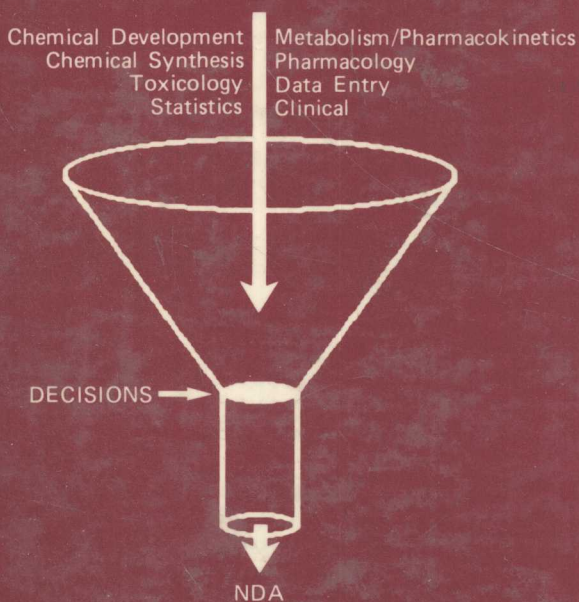 Chemical Development
Chemical Synthesis
Toxicology
Statistics
Metabolism/Pharmacokinetics
Pharmacology
Data Entry
Clinical
DECISIONS
NDA